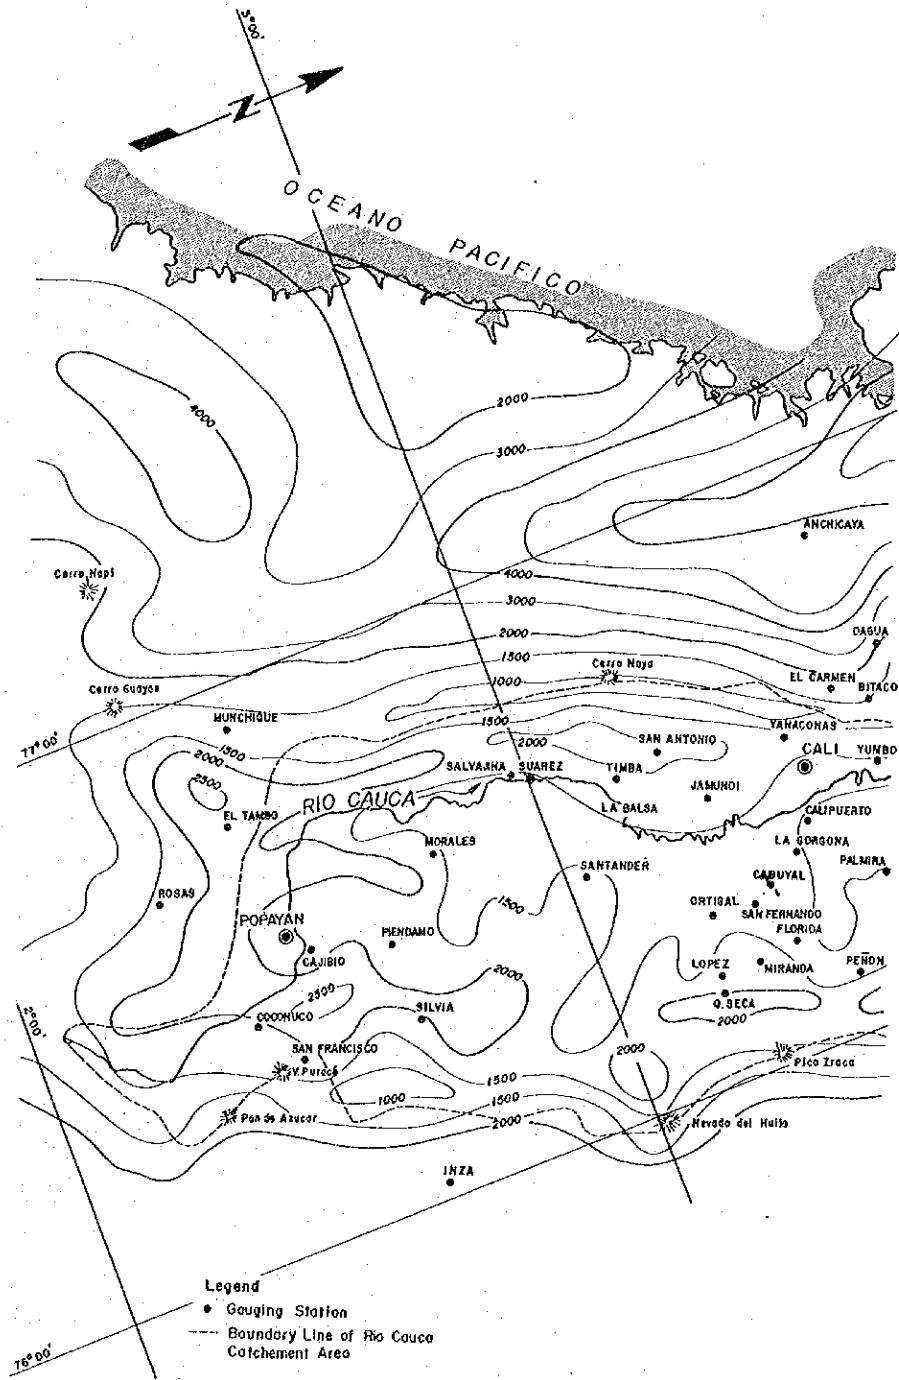 5°00'
N
OCEANO PACIFICO
2000
4000
3000
ANCHICAYA
Cerro Napi
4000
3000
DAGUA
2000
1500
Cerro Naya
EL CARMEN
1000
BITACO
Cerro Guayas
MUNCHIQUE
1500
YANACONAS
77°00'
1500
2000
SAN ANTONIO
CALI
YUMBO
2000
2500
SALVAJINA
SUAREZ
TIMBA
JAMUNDI
RIO CAUCA
LA BALSA
CALIPUERTO
EL TAMBO
MORALES
LA GORGONA
SANTANDER
PALMIRA
CABUYAL
ROSAS
1500
ORTIGAL
SAN FERNANDO
POPAYAN
PIENDAMO
FLORIDA
CAJIBIO
LOPEZ
MIRANDA
PEÑON
2000
2500
Q. SECA
SILVIA
2000
2°00'
COCONUCO
SAN FRANCISCO
2000
Pico Iraca
V. Puracé
1500
1000
1500
Pan de Azucar
2000
Nevado del Huila
INZA
Legend
Gauging Station
Boundary Line of Rio Cauca
Catchement Area
76°00'